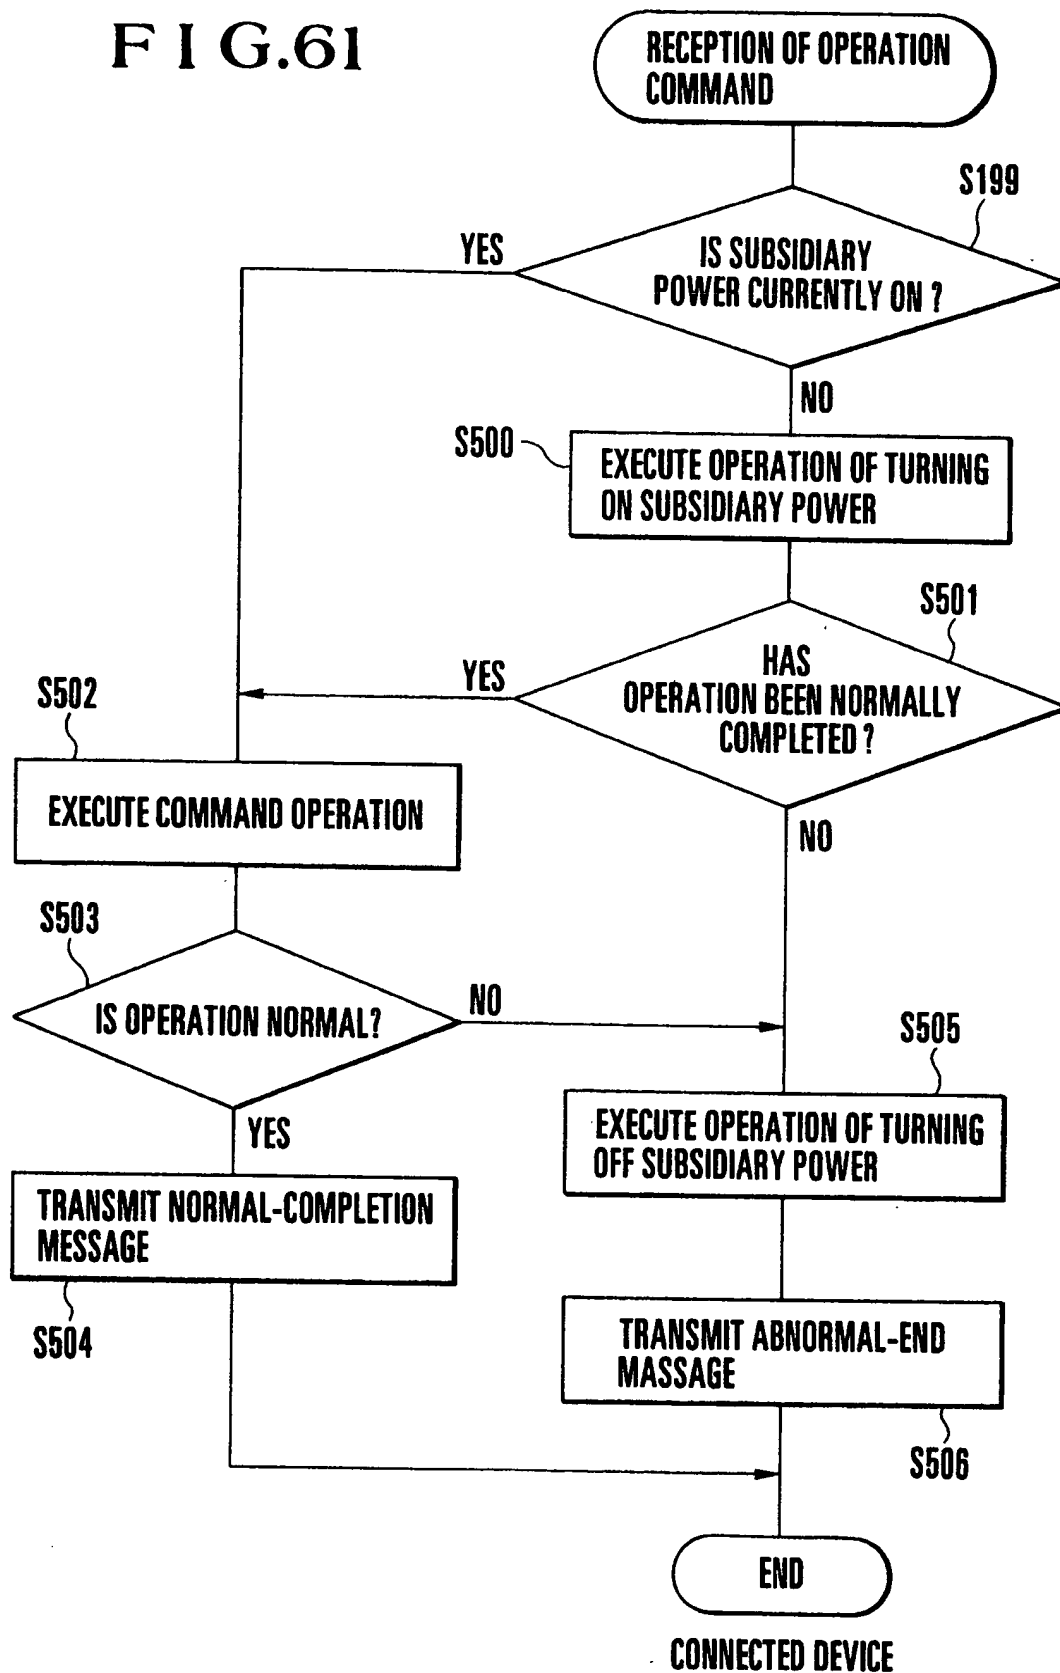 FIG.61
RECEPTION OF OPERATION
COMMAND
S199
YES
IS SUBSIDIARY
POWER CURRENTLY ON ?
NO
S500
EXECUTE OPERATION OF TURNING
ON SUBSIDIARY POWER
S501
YES
HAS
OPERATION BEEN NORMALLY
COMPLETED ?
S502
EXECUTE COMMAND OPERATION
NO
S503
IS OPERATION NORMAL?
NO
S505
YES
EXECUTE OPERATION OF TURNING
OFF SUBSIDIARY POWER
TRANSMIT NORMAL-COMPLETION
MESSAGE
S504
TRANSMIT ABNORMAL-END
MASSAGE
S506
END
CONNECTED DEVICE